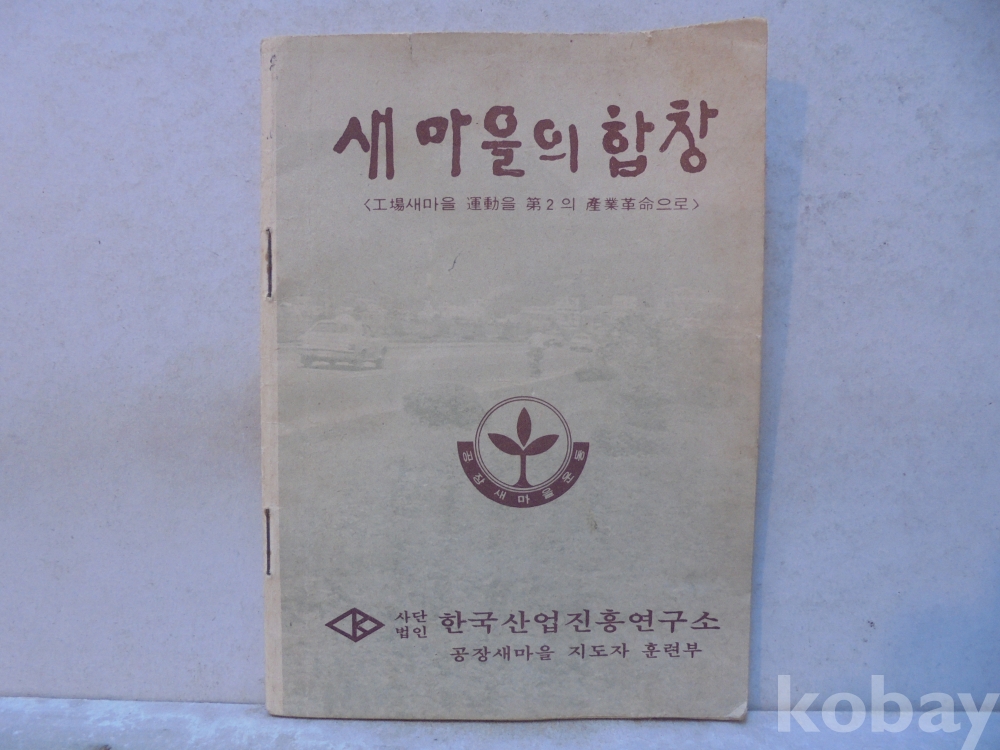 새마을의 합창
<工場새마을 運動을 第2의 產業革命으로>
공장새마을운동
사단
법인
한국산업진흥연구소
공장새마을 지도자 훈련부
kobay